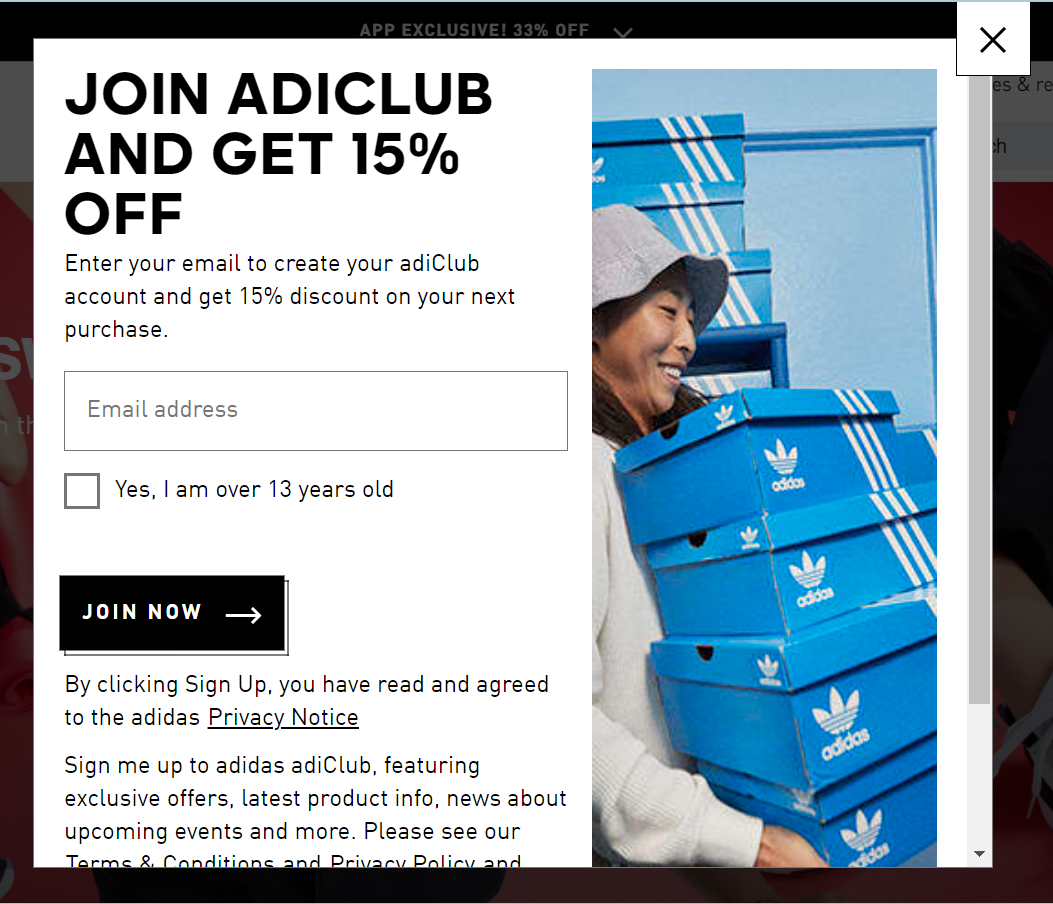 APP EXCLUSIVE! 33% OFF
es & re
ch
JOIN ADICLUB
AND GET 15%
OFF
Enter your email to create your adiClub
account and get 15% discount on your next
purchase.
Email address
Yes, I am over 13 years old
JOIN NOW
By clicking Sign Up, you have read and agreed
to the adidas Privacy Notice
Sign me up to adidas adiClub, featuring
exclusive offers, latest product info, news about
upcoming events and more. Please see our
Terms & Conditions and Privacy Policy and
adidas
adidas
adidas
adidas